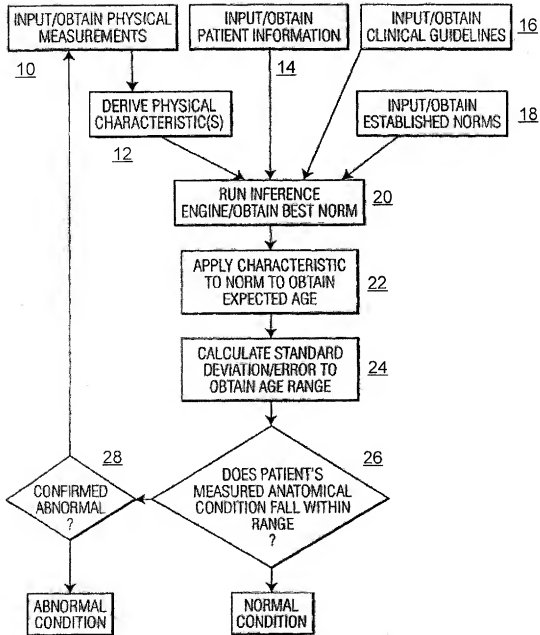 INPUT/OBTAIN PHYSICAL
MEASUREMENTS
10
INPUT/OBTAIN
PATIENT INFORMATION
14
INPUT/OBTAIN
CLINICAL GUIDELINES
16
DERIVE PHYSICAL
CHARACTERISTIC(S)
12
INPUT/OBTAIN
ESTABLISHED NORMS
18
RUN INFERENCE
ENGINE/OBTAIN BEST NORM
20
APPLY CHARACTERISTIC
TO NORM TO OBTAIN
EXPECTED AGE
22
CALCULATE STANDARD
DEVIATION/ERROR TO
OBTAIN AGE RANGE
24
DOES PATIENT'S
MEASURED ANATOMICAL
CONDITION FALL WITHIN
RANGE
?
26
CONFIRMED
ABNORMAL
?
28
ABNORMAL
CONDITION
NORMAL
CONDITION